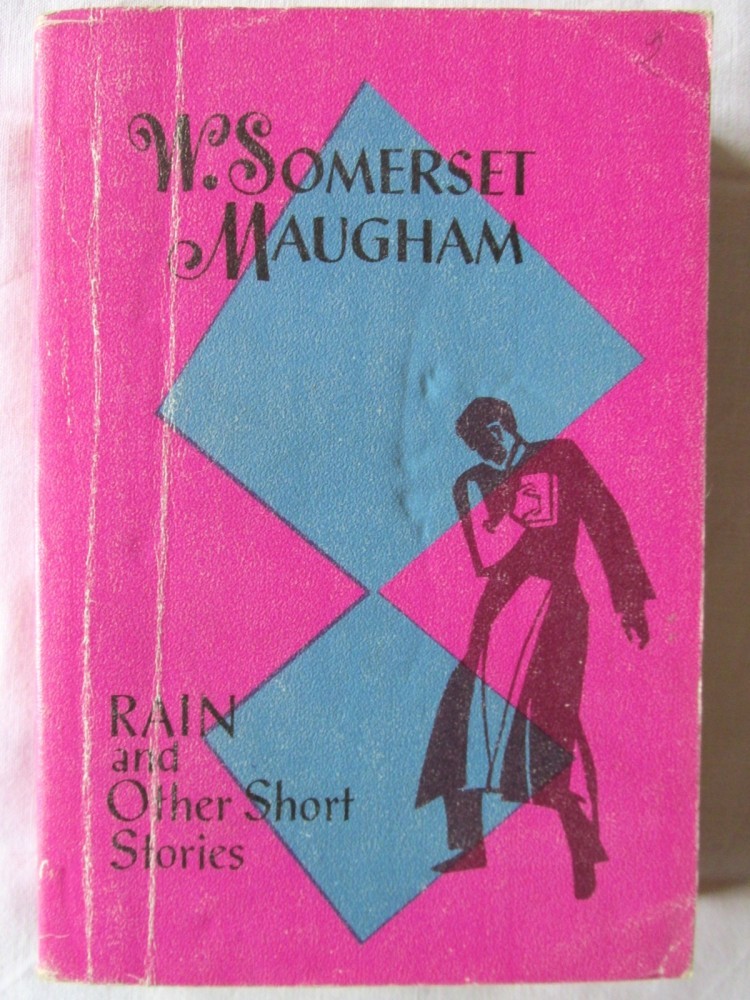 W. SOMERSET
MAUGHAM
RAIN
and
Other Short
Stories